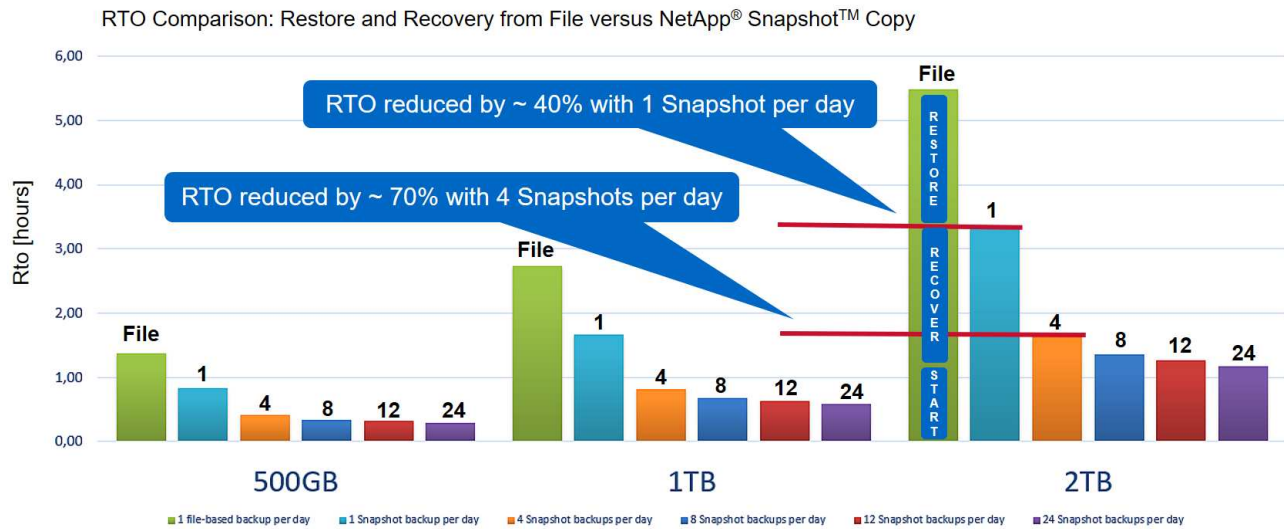 RTO Comparison: Restore and Recovery from File versus NetApp® Snapshot™ Copy
6,00
5,00
4,00
3,00
2,00
1,00
0,00
Rto [hours]
RTO reduced by ~ 40% with 1 Snapshot per day
RTO reduced by ~ 70% with 4 Snapshots per day
File
1
4
8
12
24
File
1
4
8
12
24
File
RESTORE
RECOVER
START
1
4
8
12
24
500GB
1TB
2TB
1 file-based backup per day
1 Snapshot backup per day
4 Snapshot backups per day
8 Snapshot backups per day
12 Snapshot backups per day
24 Snapshot backups per day